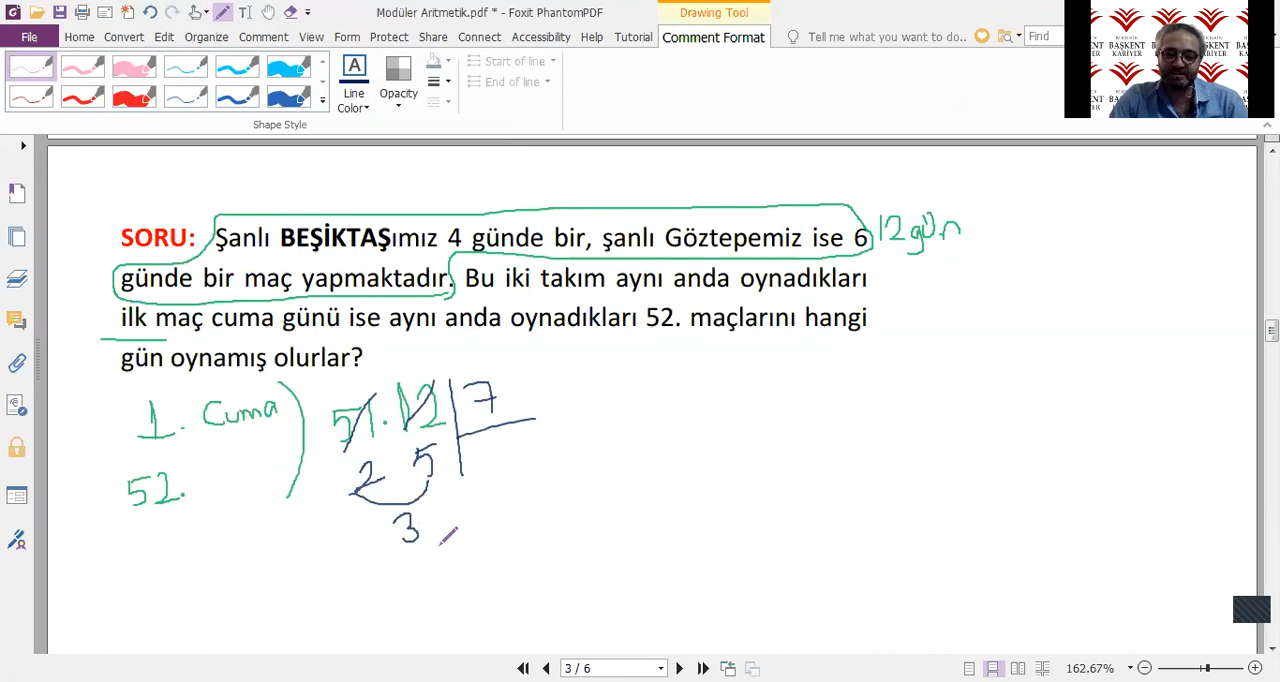 Modüler Aritmetik.pdf * - Foxit PhantomPDF
Drawing Tool
File Home Convert Edit Organize Comment View Form Protect Share Connect Accessibility Help Tutorial Comment Format Tell me what you want to do.. Find
Line Color
Opacity
Start of line
End of line
Shape Style
BAŞKENT KARİYER
SORU: Şanlı BEŞİKTAŞımız 4 günde bir, şanlı Göztepemiz ise 6 12 gün
günde bir maç yapmaktadır. Bu iki takım aynı anda oynadıkları
ilk maç cuma günü ise aynı anda oynadıkları 52. maçlarını hangi
gün oynamış olurlar?
1. Cuma 51.12 7
52. 2 5
3
3 / 6
162.67%